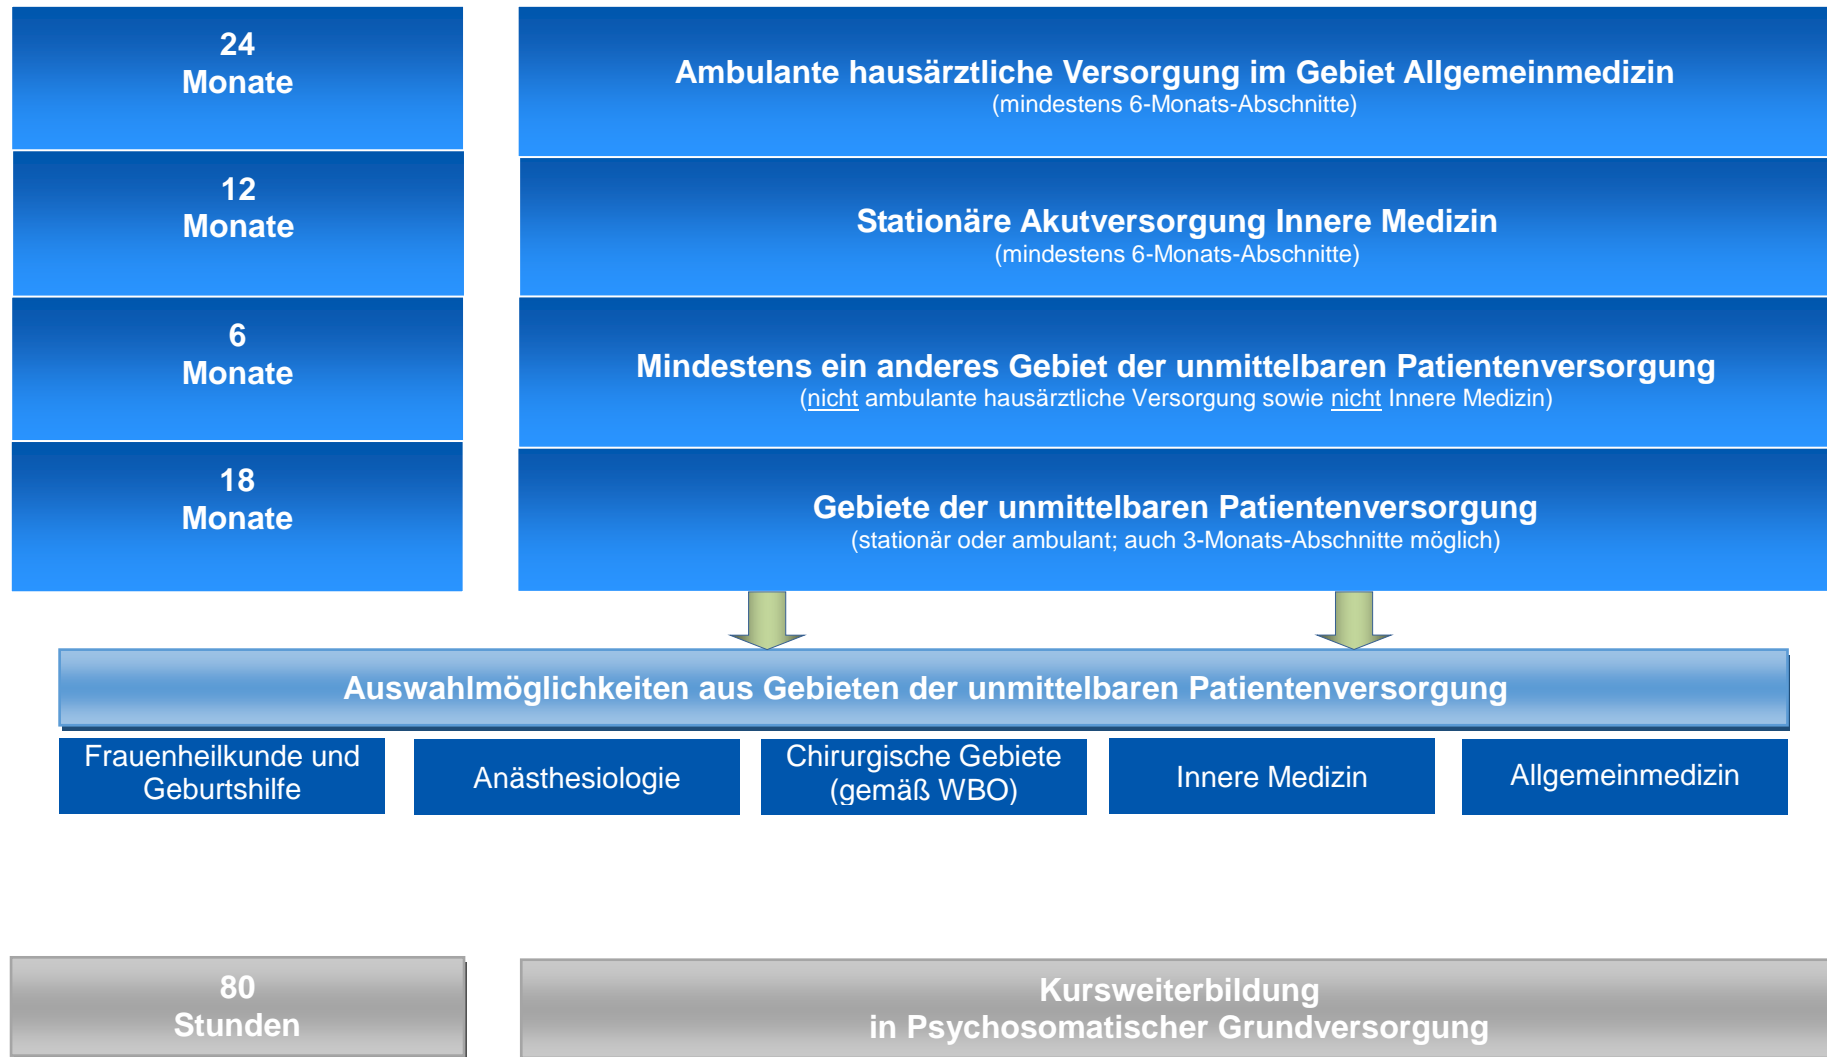 24
Monate
Ambulante hausärztliche Versorgung im Gebiet Allgemeinmedizin
(mindestens 6-Monats-Abschnitte)
12
Monate
Stationäre Akutversorgung Innere Medizin
(mindestens 6-Monats-Abschnitte)
6
Monate
Mindestens ein anderes Gebiet der unmittelbaren Patientenversorgung
(nicht ambulante hausärztliche Versorgung sowie nicht Innere Medizin)
18
Monate
Gebiete der unmittelbaren Patientenversorgung
(stationär oder ambulant; auch 3-Monats-Abschnitte möglich)
Auswahlmöglichkeiten aus Gebieten der unmittelbaren Patientenversorgung
Frauenheilkunde und
Geburtshilfe
Anästhesiologie
Chirurgische Gebiete
(gemäß WBO)
Innere Medizin
Allgemeinmedizin
80
Stunden
Kursweiterbildung
in Psychosomatischer Grundversorgung